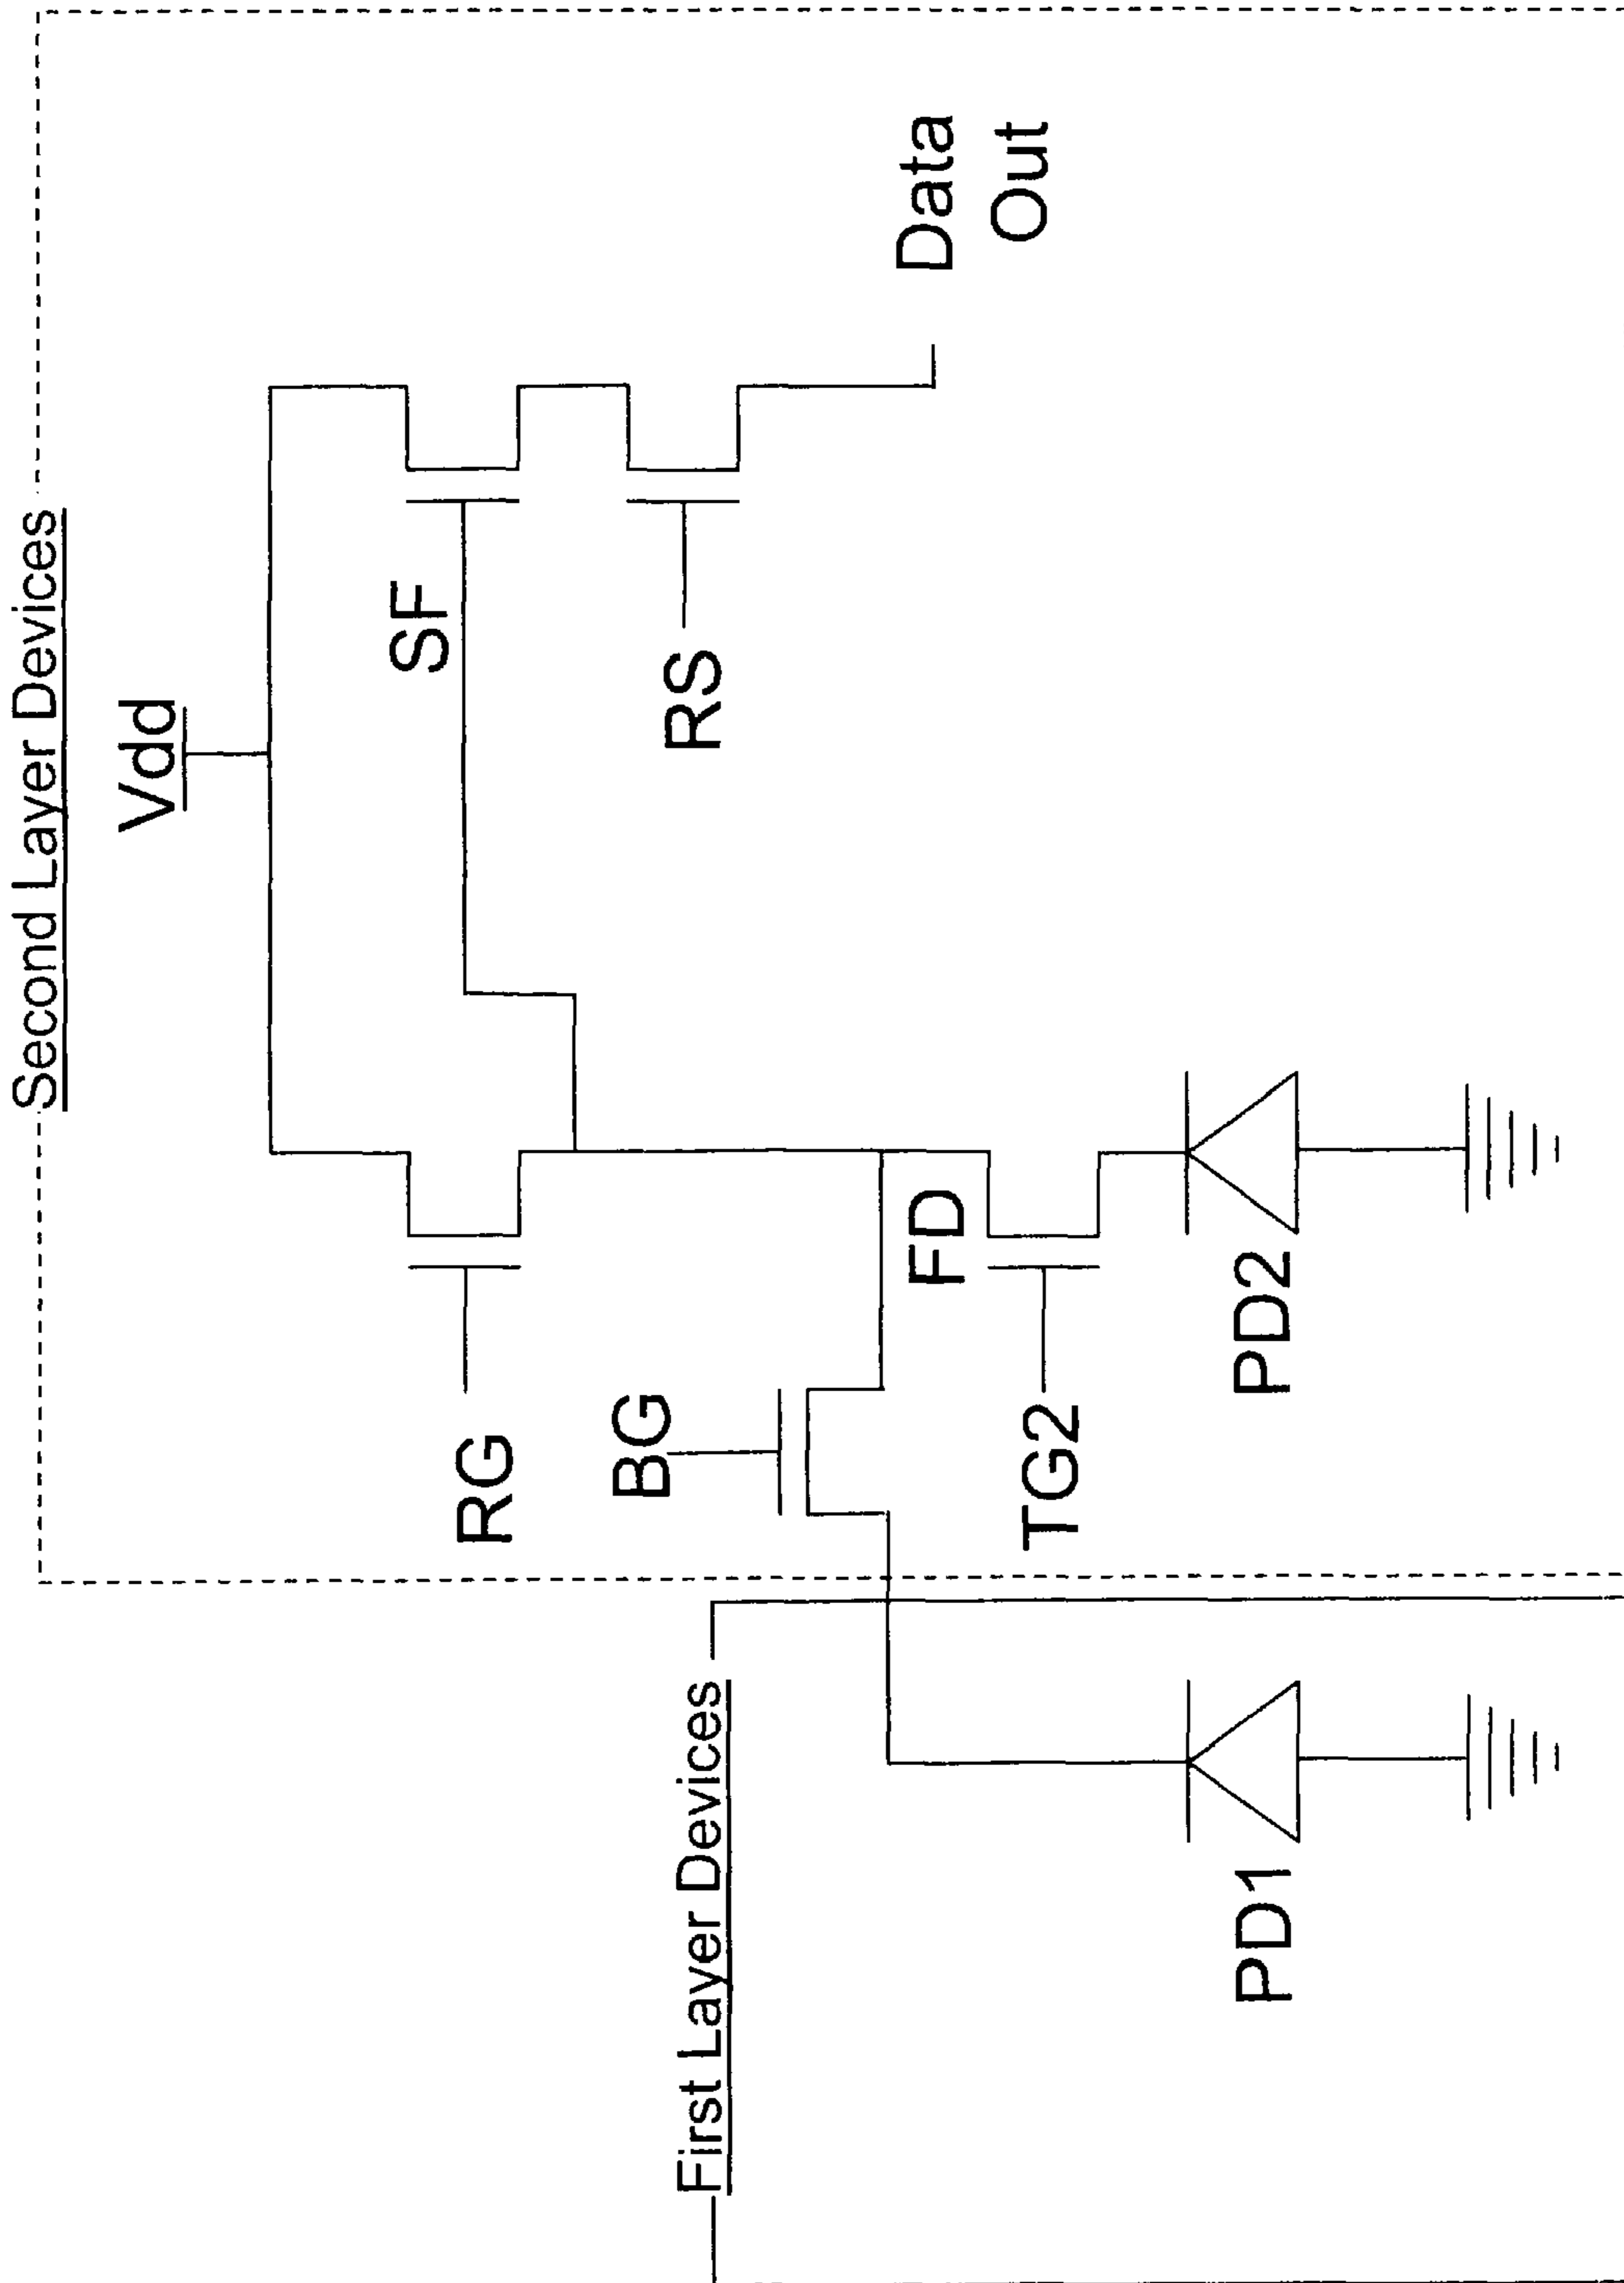 Second Layer Devices
Vdd
SF
RG
RS
BG
First Layer Devices
FD
Data
Out
TG2
PD1
PD2